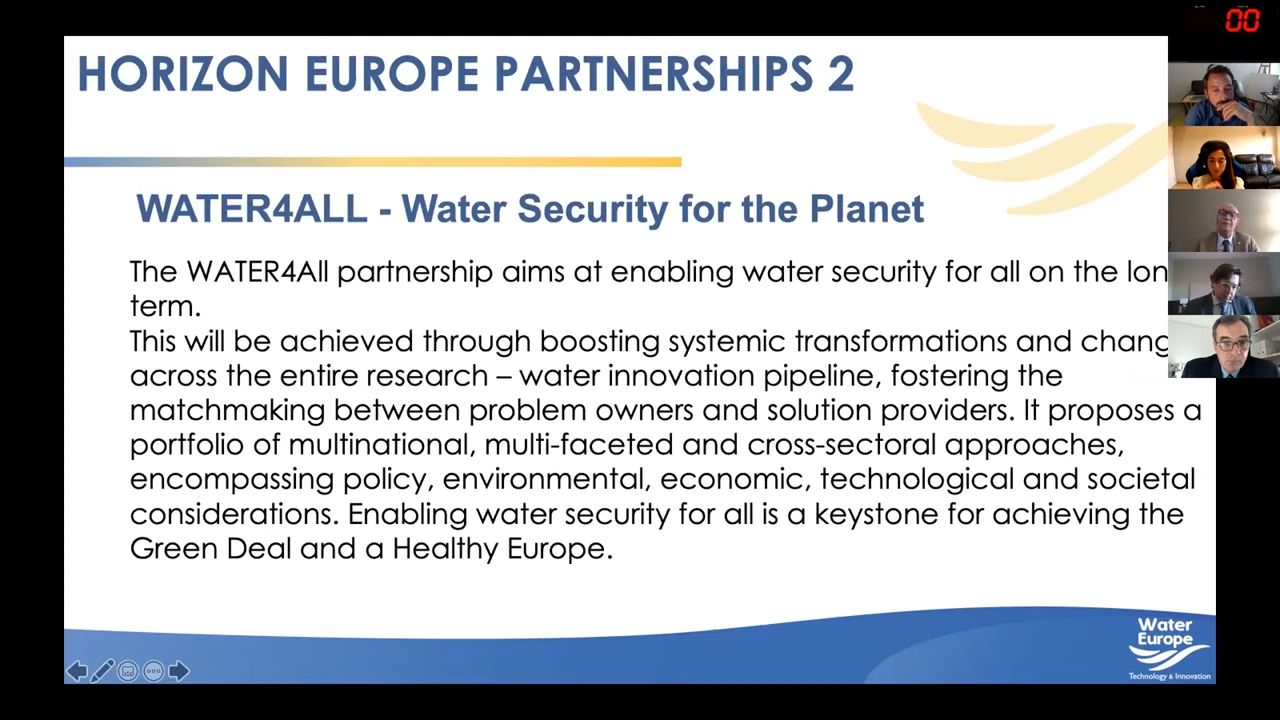 HORIZON EUROPE PARTNERSHIPS 2
00
WATER4ALL - Water Security for the Planet
The WATER4All partnership aims at enabling water security for all on the lon
term.
This will be achieved through boosting systemic transformations and chang
across the entire research – water innovation pipeline, fostering the
matchmaking between problem owners and solution providers. It proposes a
portfolio of multinational, multi-faceted and cross-sectoral approaches,
encompassing policy, environmental, economic, technological and societal
considerations. Enabling water security for all is a keystone for achieving the
Green Deal and a Healthy Europe.
Water
Europe
Technology & Innovation